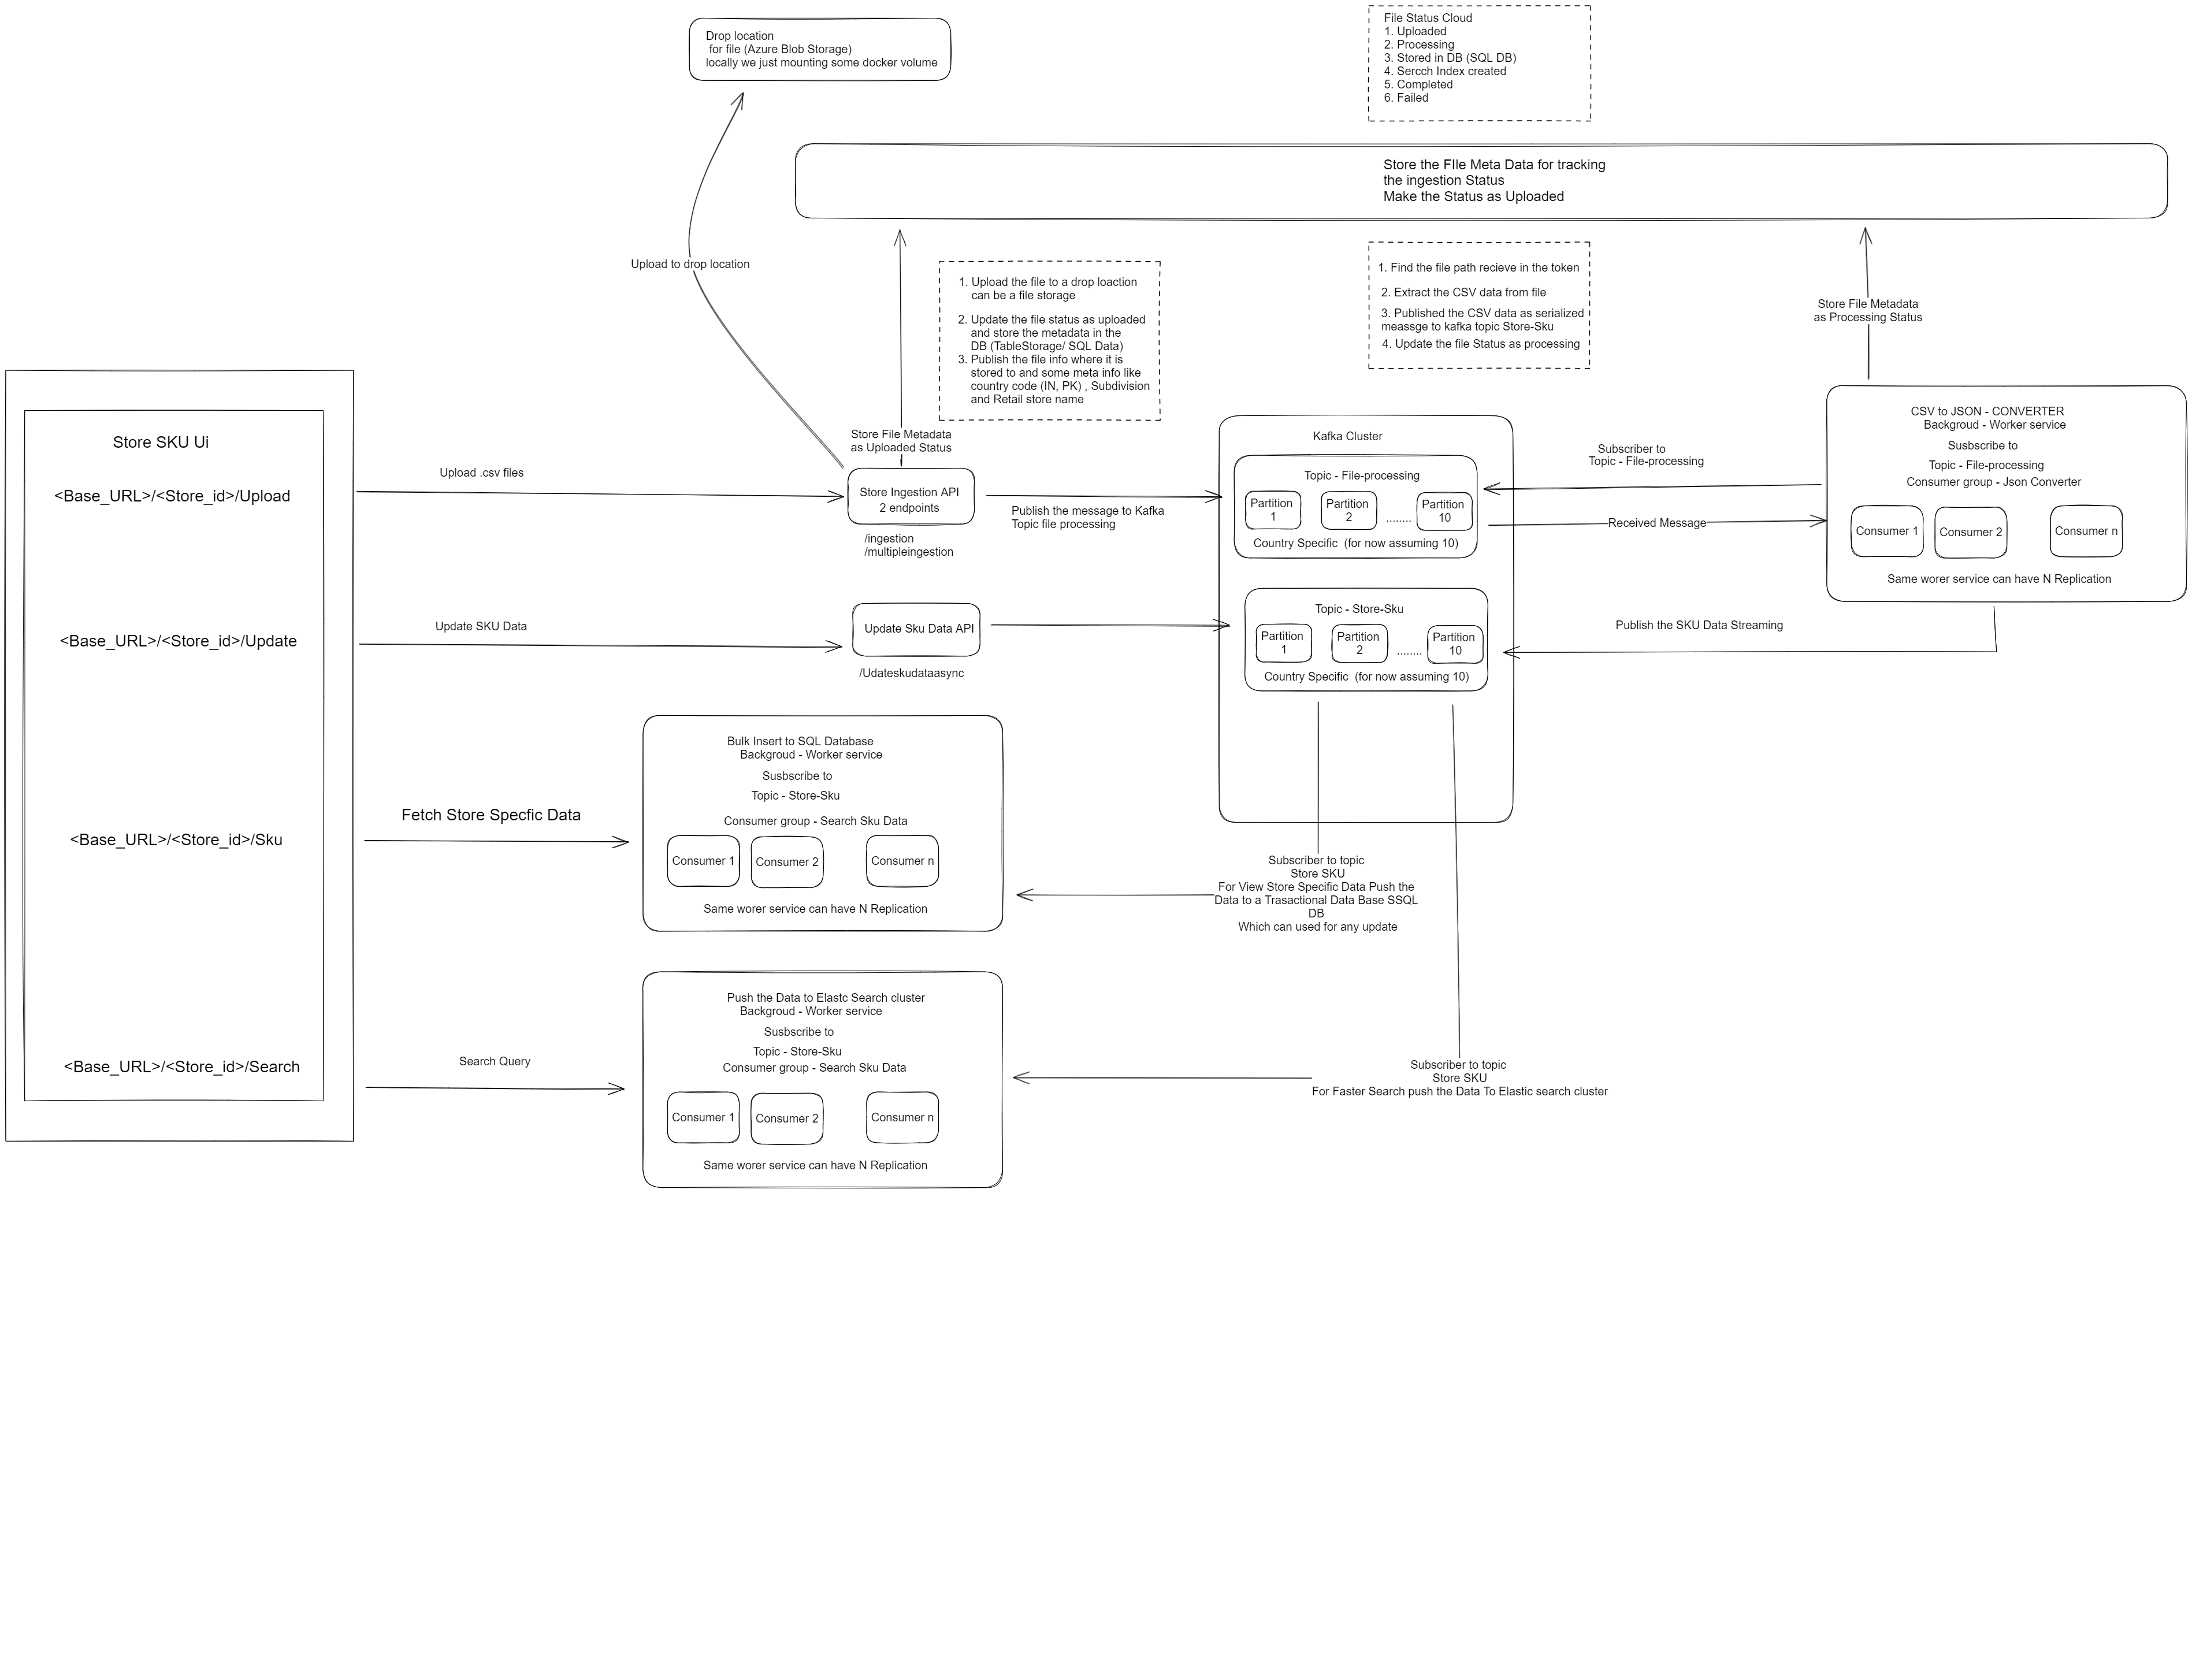 Drop location
for file (Azure Blob Storage)
locally we just mounting some docker volume
File Status Cloud
1. Uploaded
2. Processing
3. Stored in DB (SQL DB)
4. Sercch Index created
5. Completed
6. Failed
Store the FIle Meta Data for tracking
the ingestion Status
Make the Status as Uploaded
Upload to drop location
1. Upload the file to a drop loaction
can be a file storage
2. Update the file status as uploaded
and store the metadata in the
DB (TableStorage/ SQL Data)
3. Publish the file info where it is
stored to and some meta info like
country code (IN, PK) , Subdivision
and Retail store name
1. Find the file path recieve in the token
2. Extract the CSV data from file
3. Published the CSV data as serialized
meassge to kafka topic Store-Sku
4. Update the file Status as processing
Store File Metadata
as Processing Status
Store SKU Ui
<Base_URL>/<Store_id>/Upload
<Base_URL>/<Store_id>/Update
<Base_URL>/<Store_id>/Sku
<Base_URL>/<Store_id>/Search
Upload .csv files
Store File Metadata
as Uploaded Status
Store Ingestion API
2 endpoints
/ingestion
/multipleingestion
Publish the message to Kafka
Topic file processing
Kafka Cluster
Topic - File-processing
Partition
1
Partition
2
........
Partition
10
Country Specific (for now assuming 10)
Subscriber to
Topic - File-processing
Received Message
CSV to JSON - CONVERTER
Backgroud - Worker service
Susbscribe to
Topic - File-processing
Consumer group - Json Converter
Consumer 1
Consumer 2
Consumer n
Same worer service can have N Replication
Update SKU Data
Update Sku Data API
/Udateskudataasync
Topic - Store-Sku
Partition
1
Partition
2
........
Partition
10
Country Specific (for now assuming 10)
Publish the SKU Data Streaming
Fetch Store Specfic Data
Bulk Insert to SQL Database
Backgroud - Worker service
Susbscribe to
Topic - Store-Sku
Consumer group - Search Sku Data
Consumer 1
Consumer 2
Consumer n
Same worer service can have N Replication
Subscriber to topic
Store SKU
For View Store Specific Data Push the
Data to a Trasactional Data Base SSQL
DB
Which can used for any update
Search Query
Push the Data to Elastc Search cluster
Backgroud - Worker service
Susbscribe to
Topic - Store-Sku
Consumer group - Search Sku Data
Consumer 1
Consumer 2
Consumer n
Same worer service can have N Replication
Subscriber to topic
Store SKU
For Faster Search push the Data To Elastic search cluster